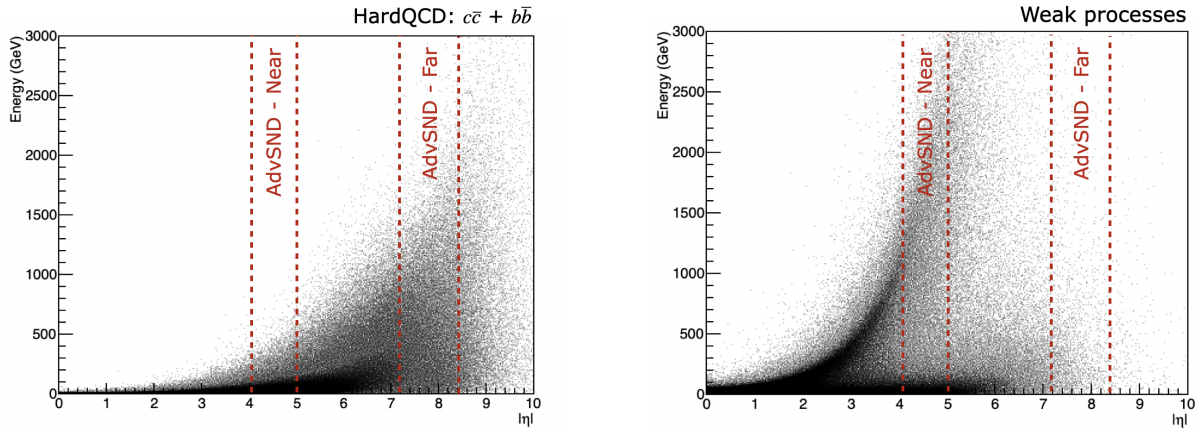 HardQCD: cc̄ + bb̄
Energy (GeV)
3000
2500
2000
1500
1000
500
0
AdvSND - Near
AdvSND - Far
0 1 2 3 4 5 6 7 8 9 10
|η|
Weak processes
Energy (GeV)
3000
2500
2000
1500
1000
500
0
AdvSND - Near
AdvSND - Far
0 1 2 3 4 5 6 7 8 9 10
|η|